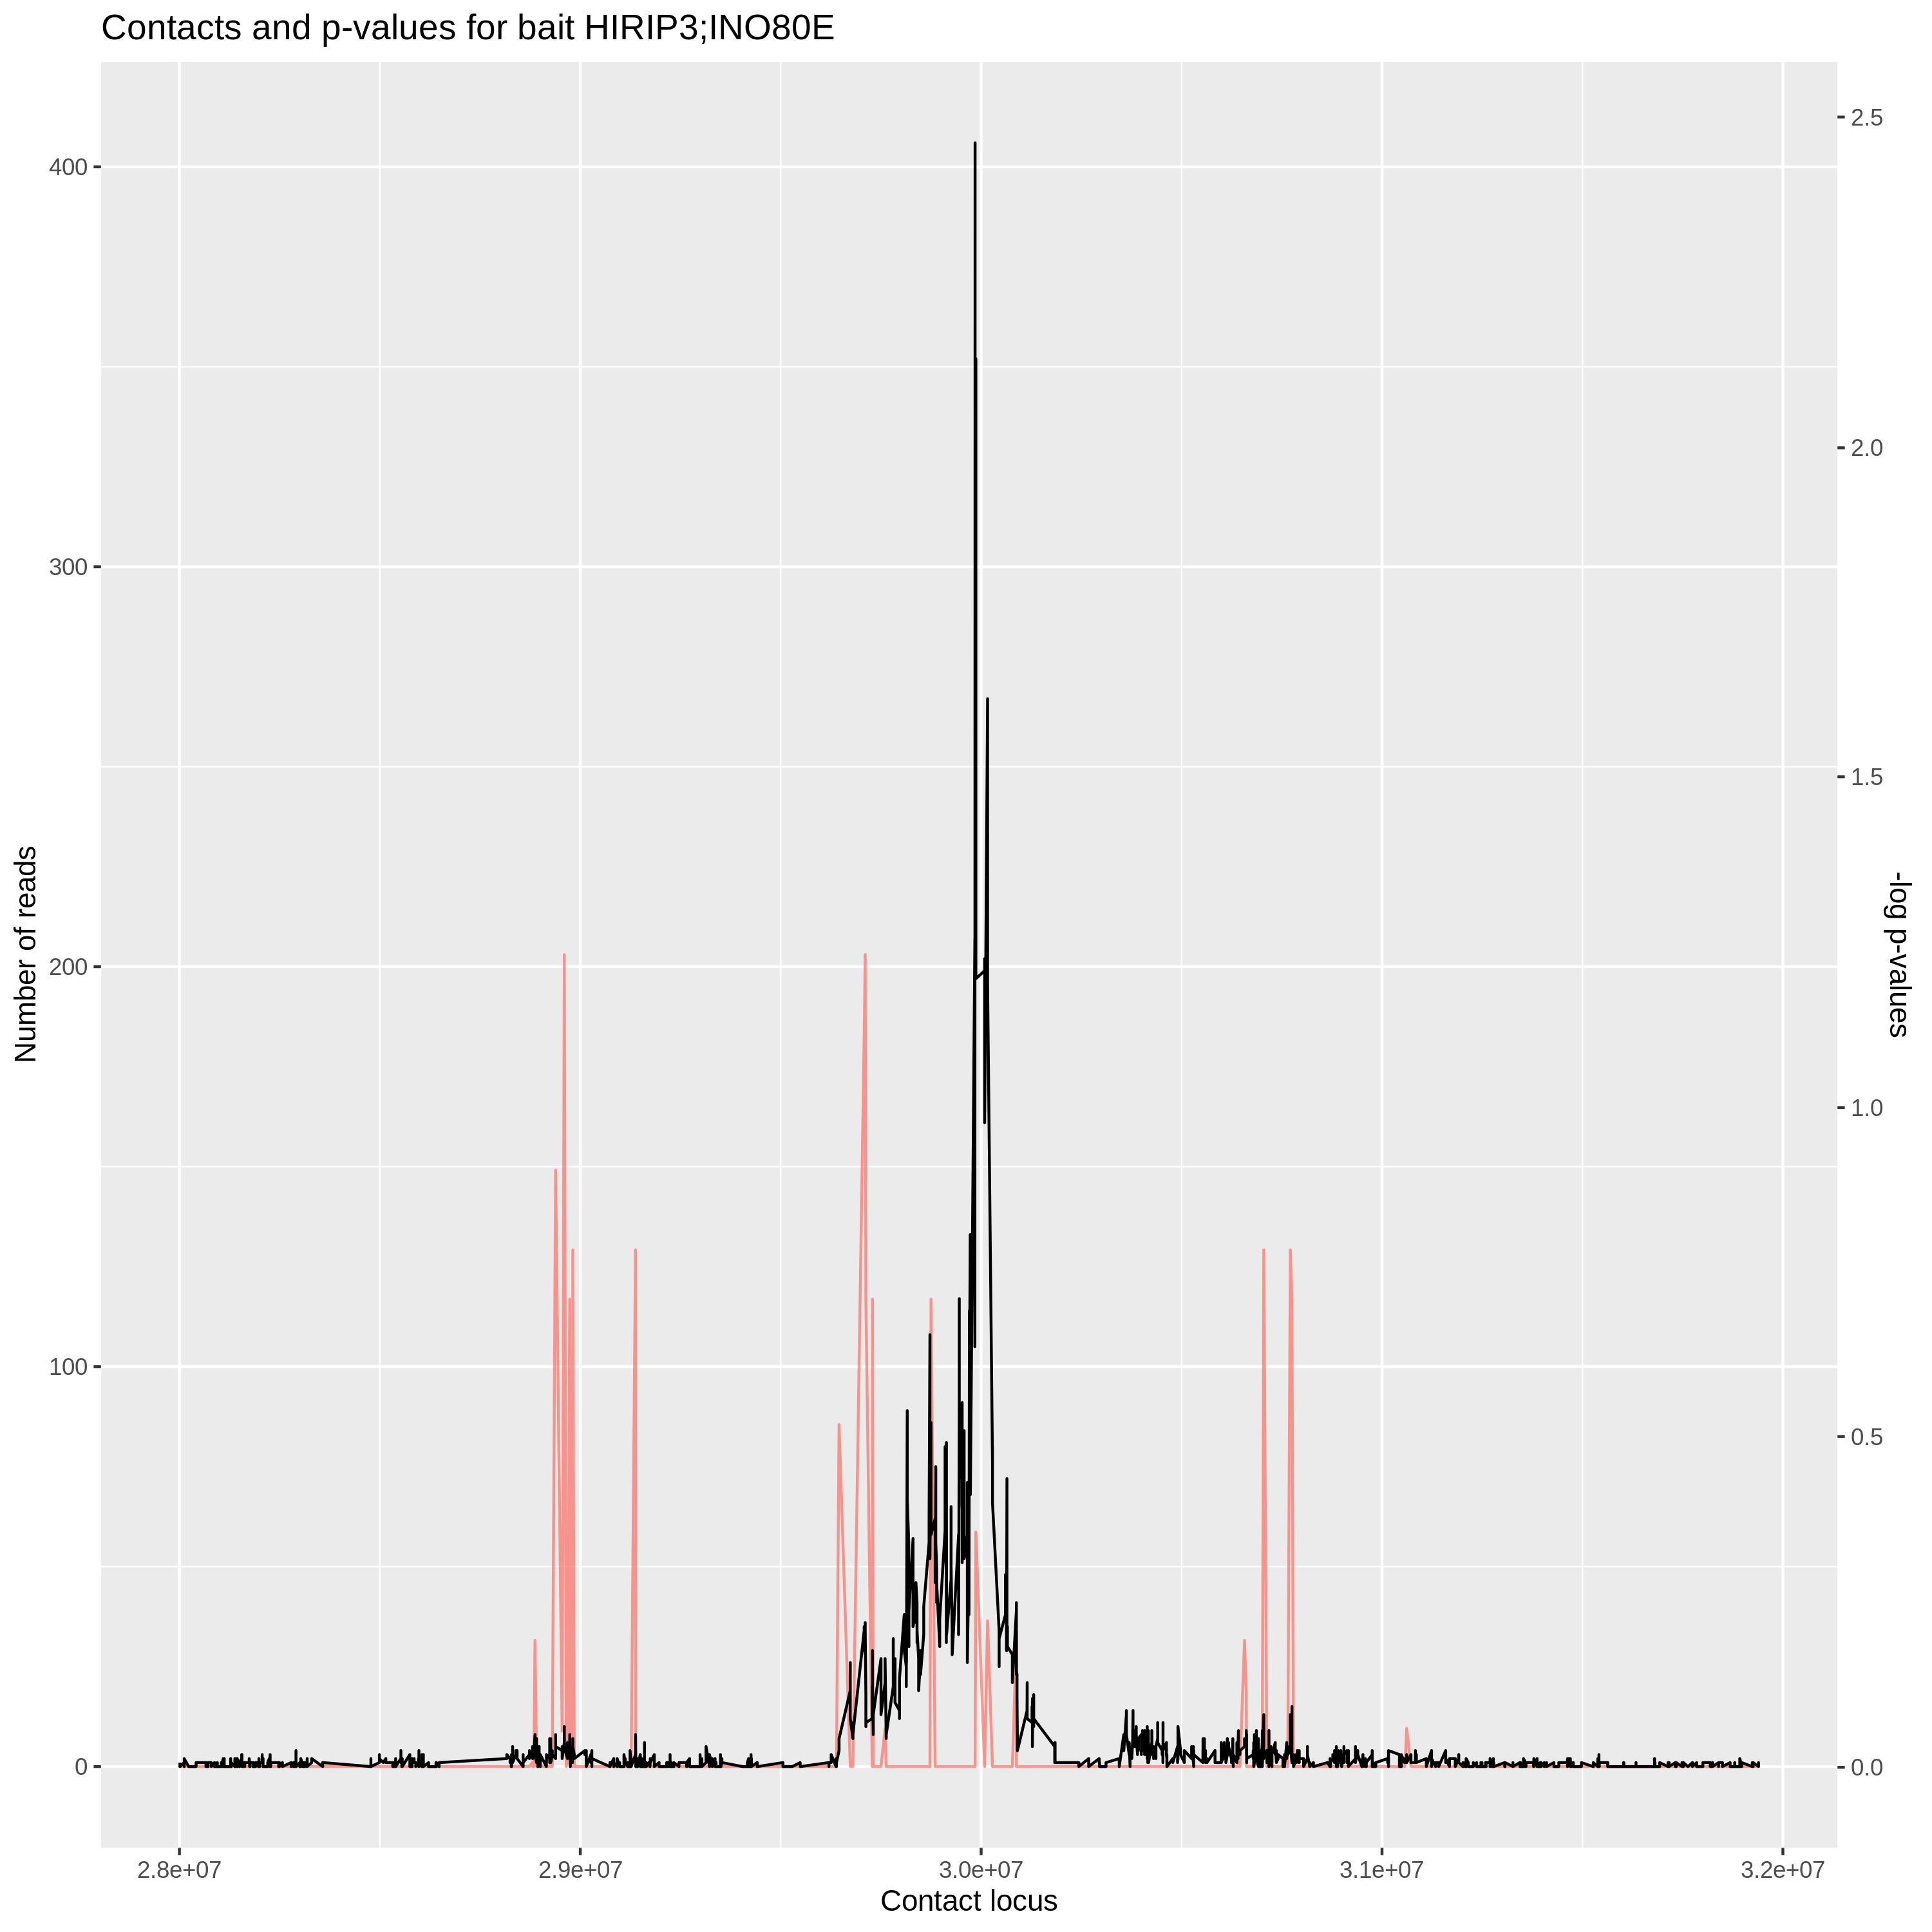 Contacts and p-values for bait HIRIP3;INO80E
400
300
200
100
0
Number of reads
2.5
2.0
1.5
1.0
0.5
0.0
-log p-values
2.8e+07
2.9e+07
3.0e+07
3.1e+07
3.2e+07
Contact locus